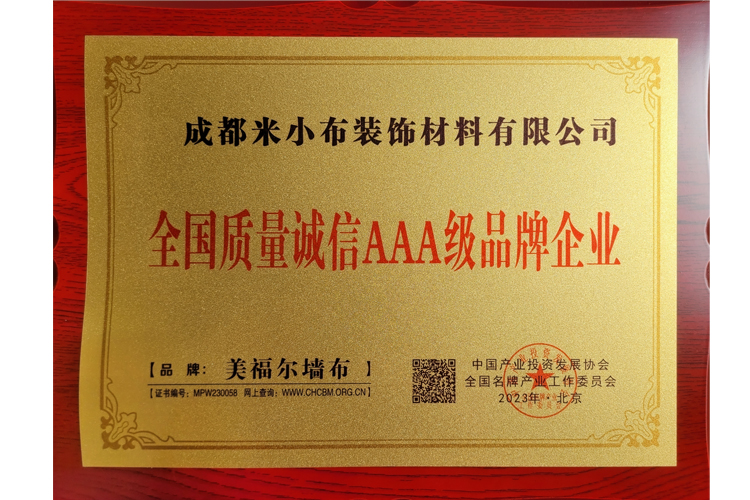 成都米小布装饰材料有限公司
全国质量诚信AAA级品牌企业
【品 牌：美福尔墙布】
【证书编号：MPW230058 网上查询：WWW.CHCBM.ORG.CN】
中国产业投资发展协会
全国名牌产业工作委员会
2023年·北京